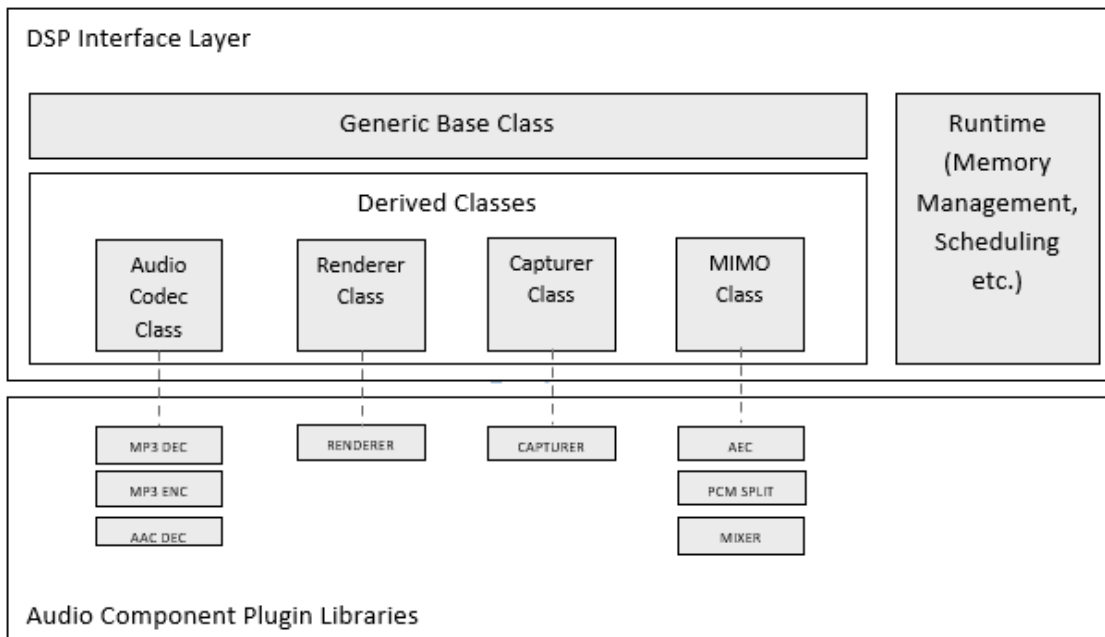 DSP Interface Layer
Generic Base Class
Runtime
(Memory
Management,
Scheduling
etc.)
Derived Classes
Audio
Codec
Class
Renderer
Class
Capturer
Class
MIMO
Class
MP3 DEC
MP3 ENC
AAC DEC
RENDERER
CAPTURER
AEC
PCM SPLIT
MIXER
Audio Component Plugin Libraries